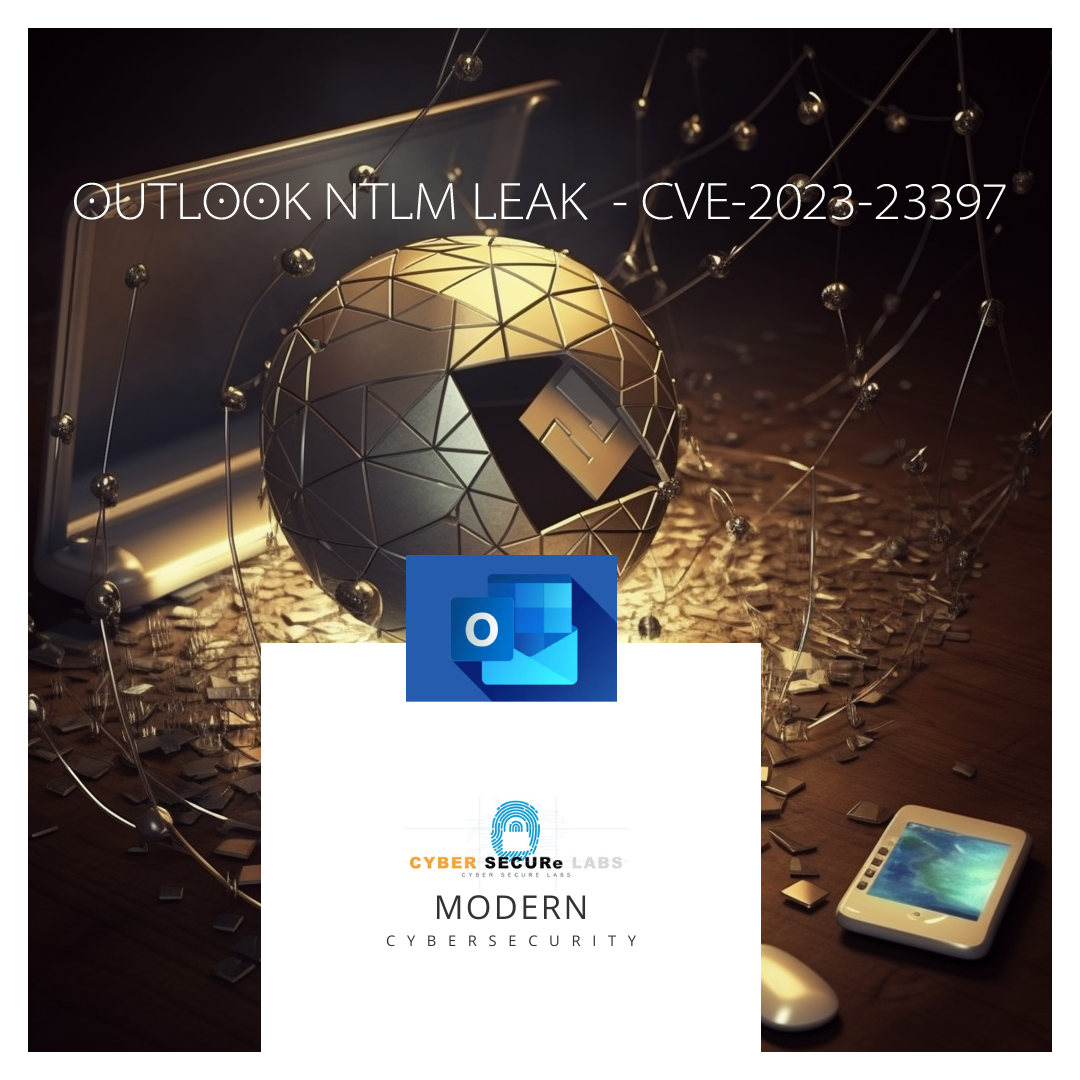 OUTLOOK NTLM LEAK - CVE-2023-23397
O
CYBER SECURe LABS
CYBER SECURE LABS
MODERN
CYBERSECURITY